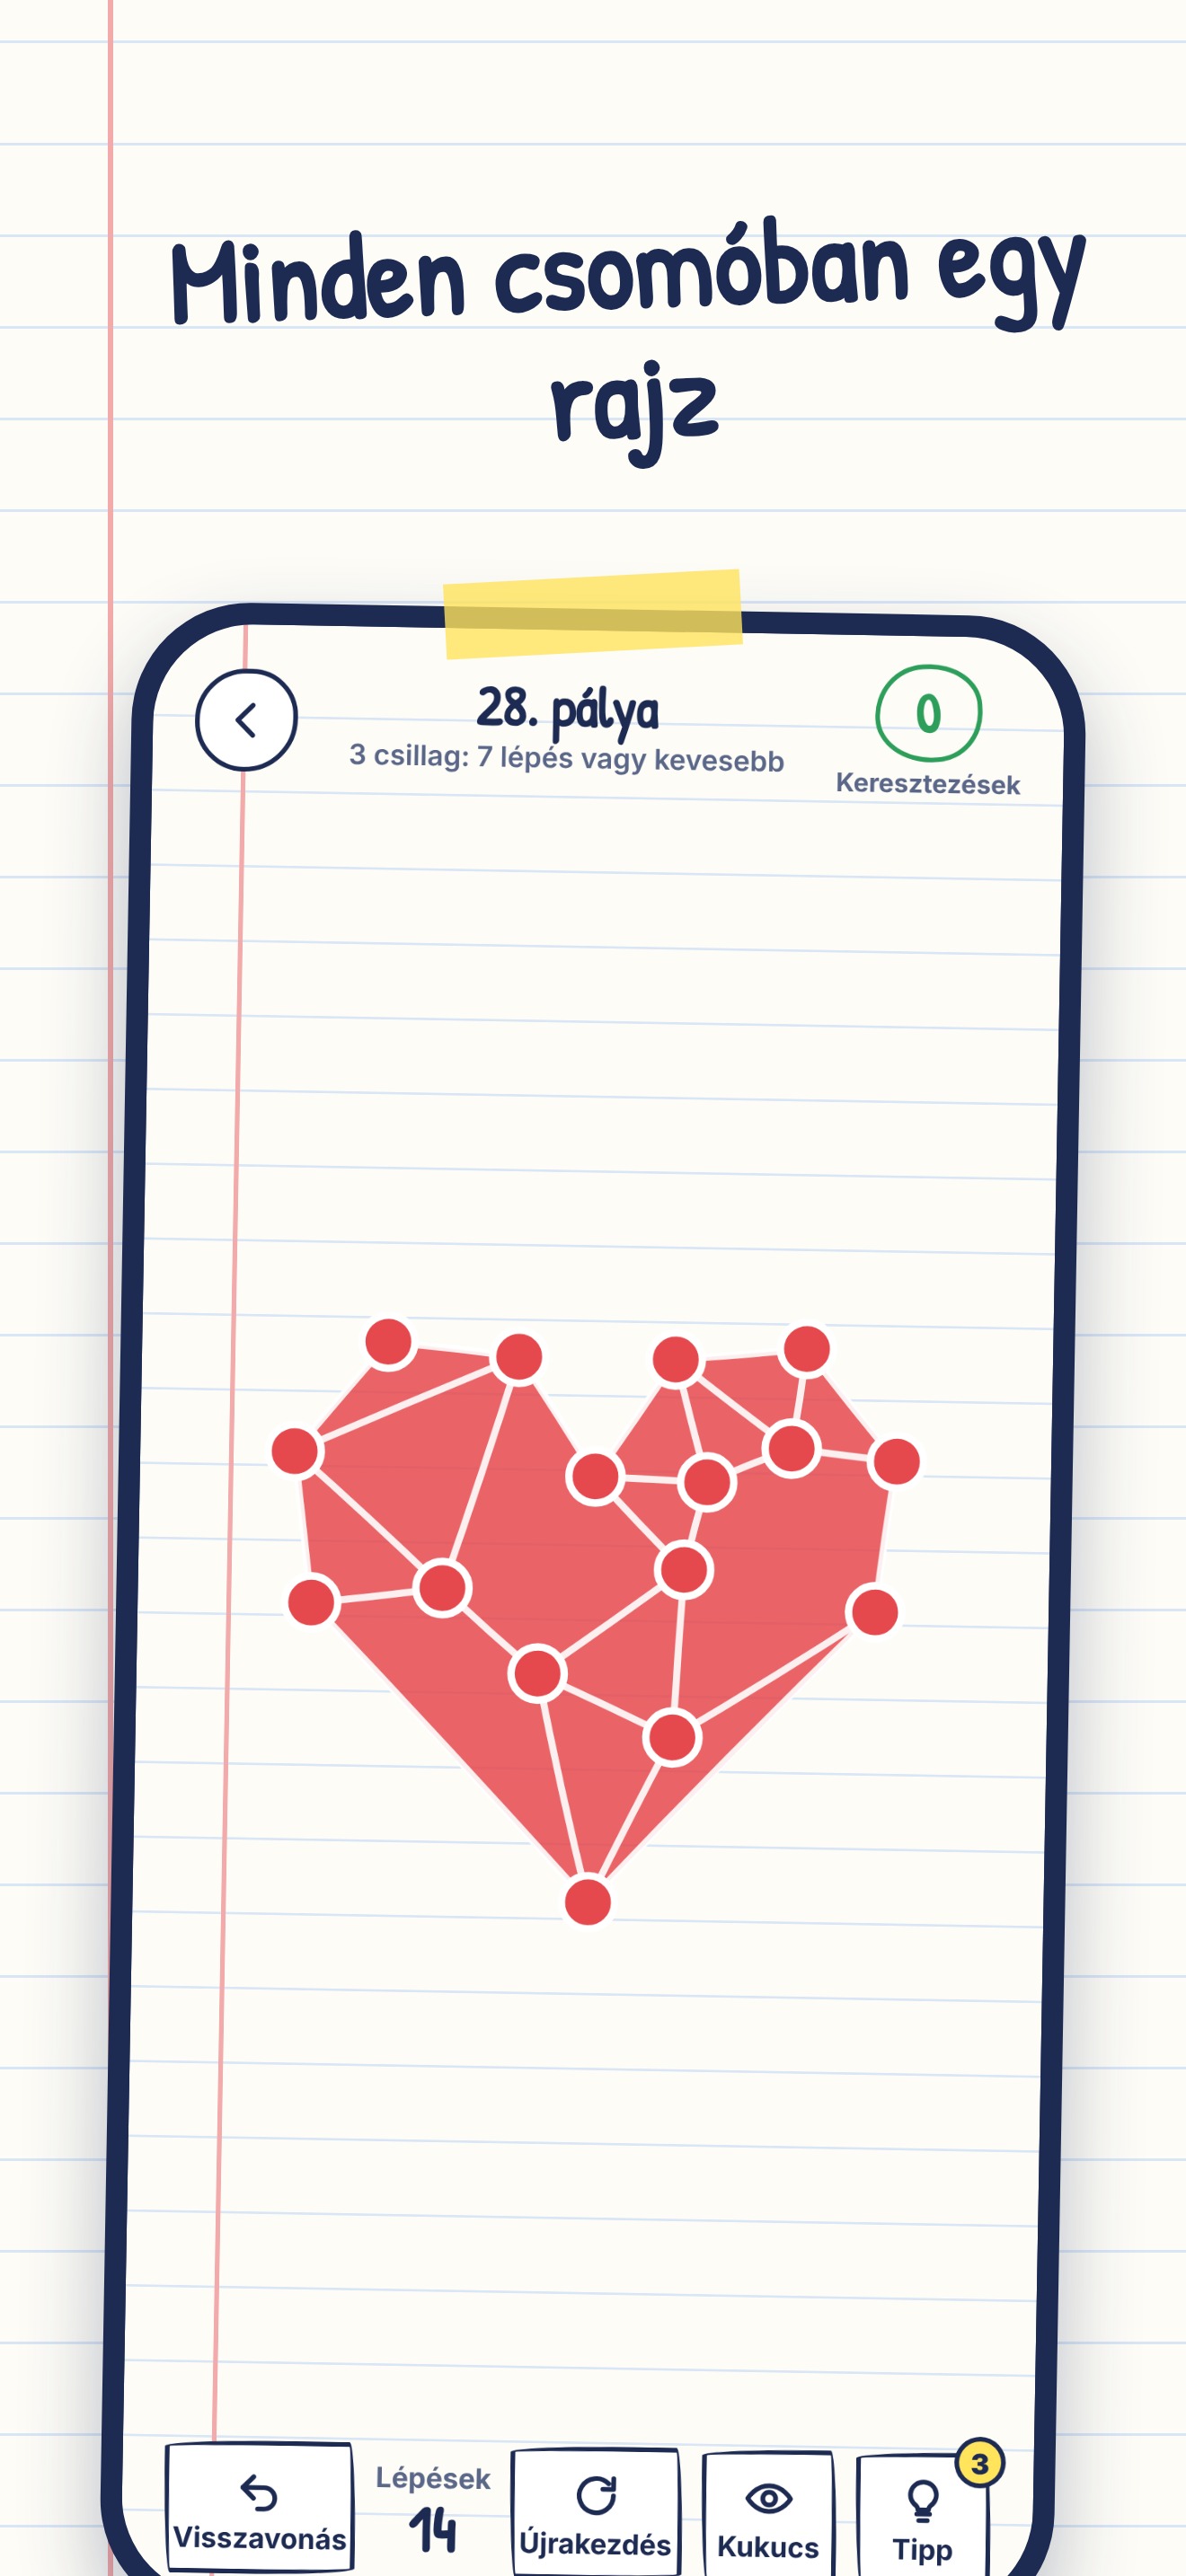 Minden csomóban egy
rajz
28. pálya
3 csillag: 7 lépés vagy kevesebb
0
Keresztezések
Visszavonás
Lépések
14
Újrakezdés
Kukucs
3
Tipp